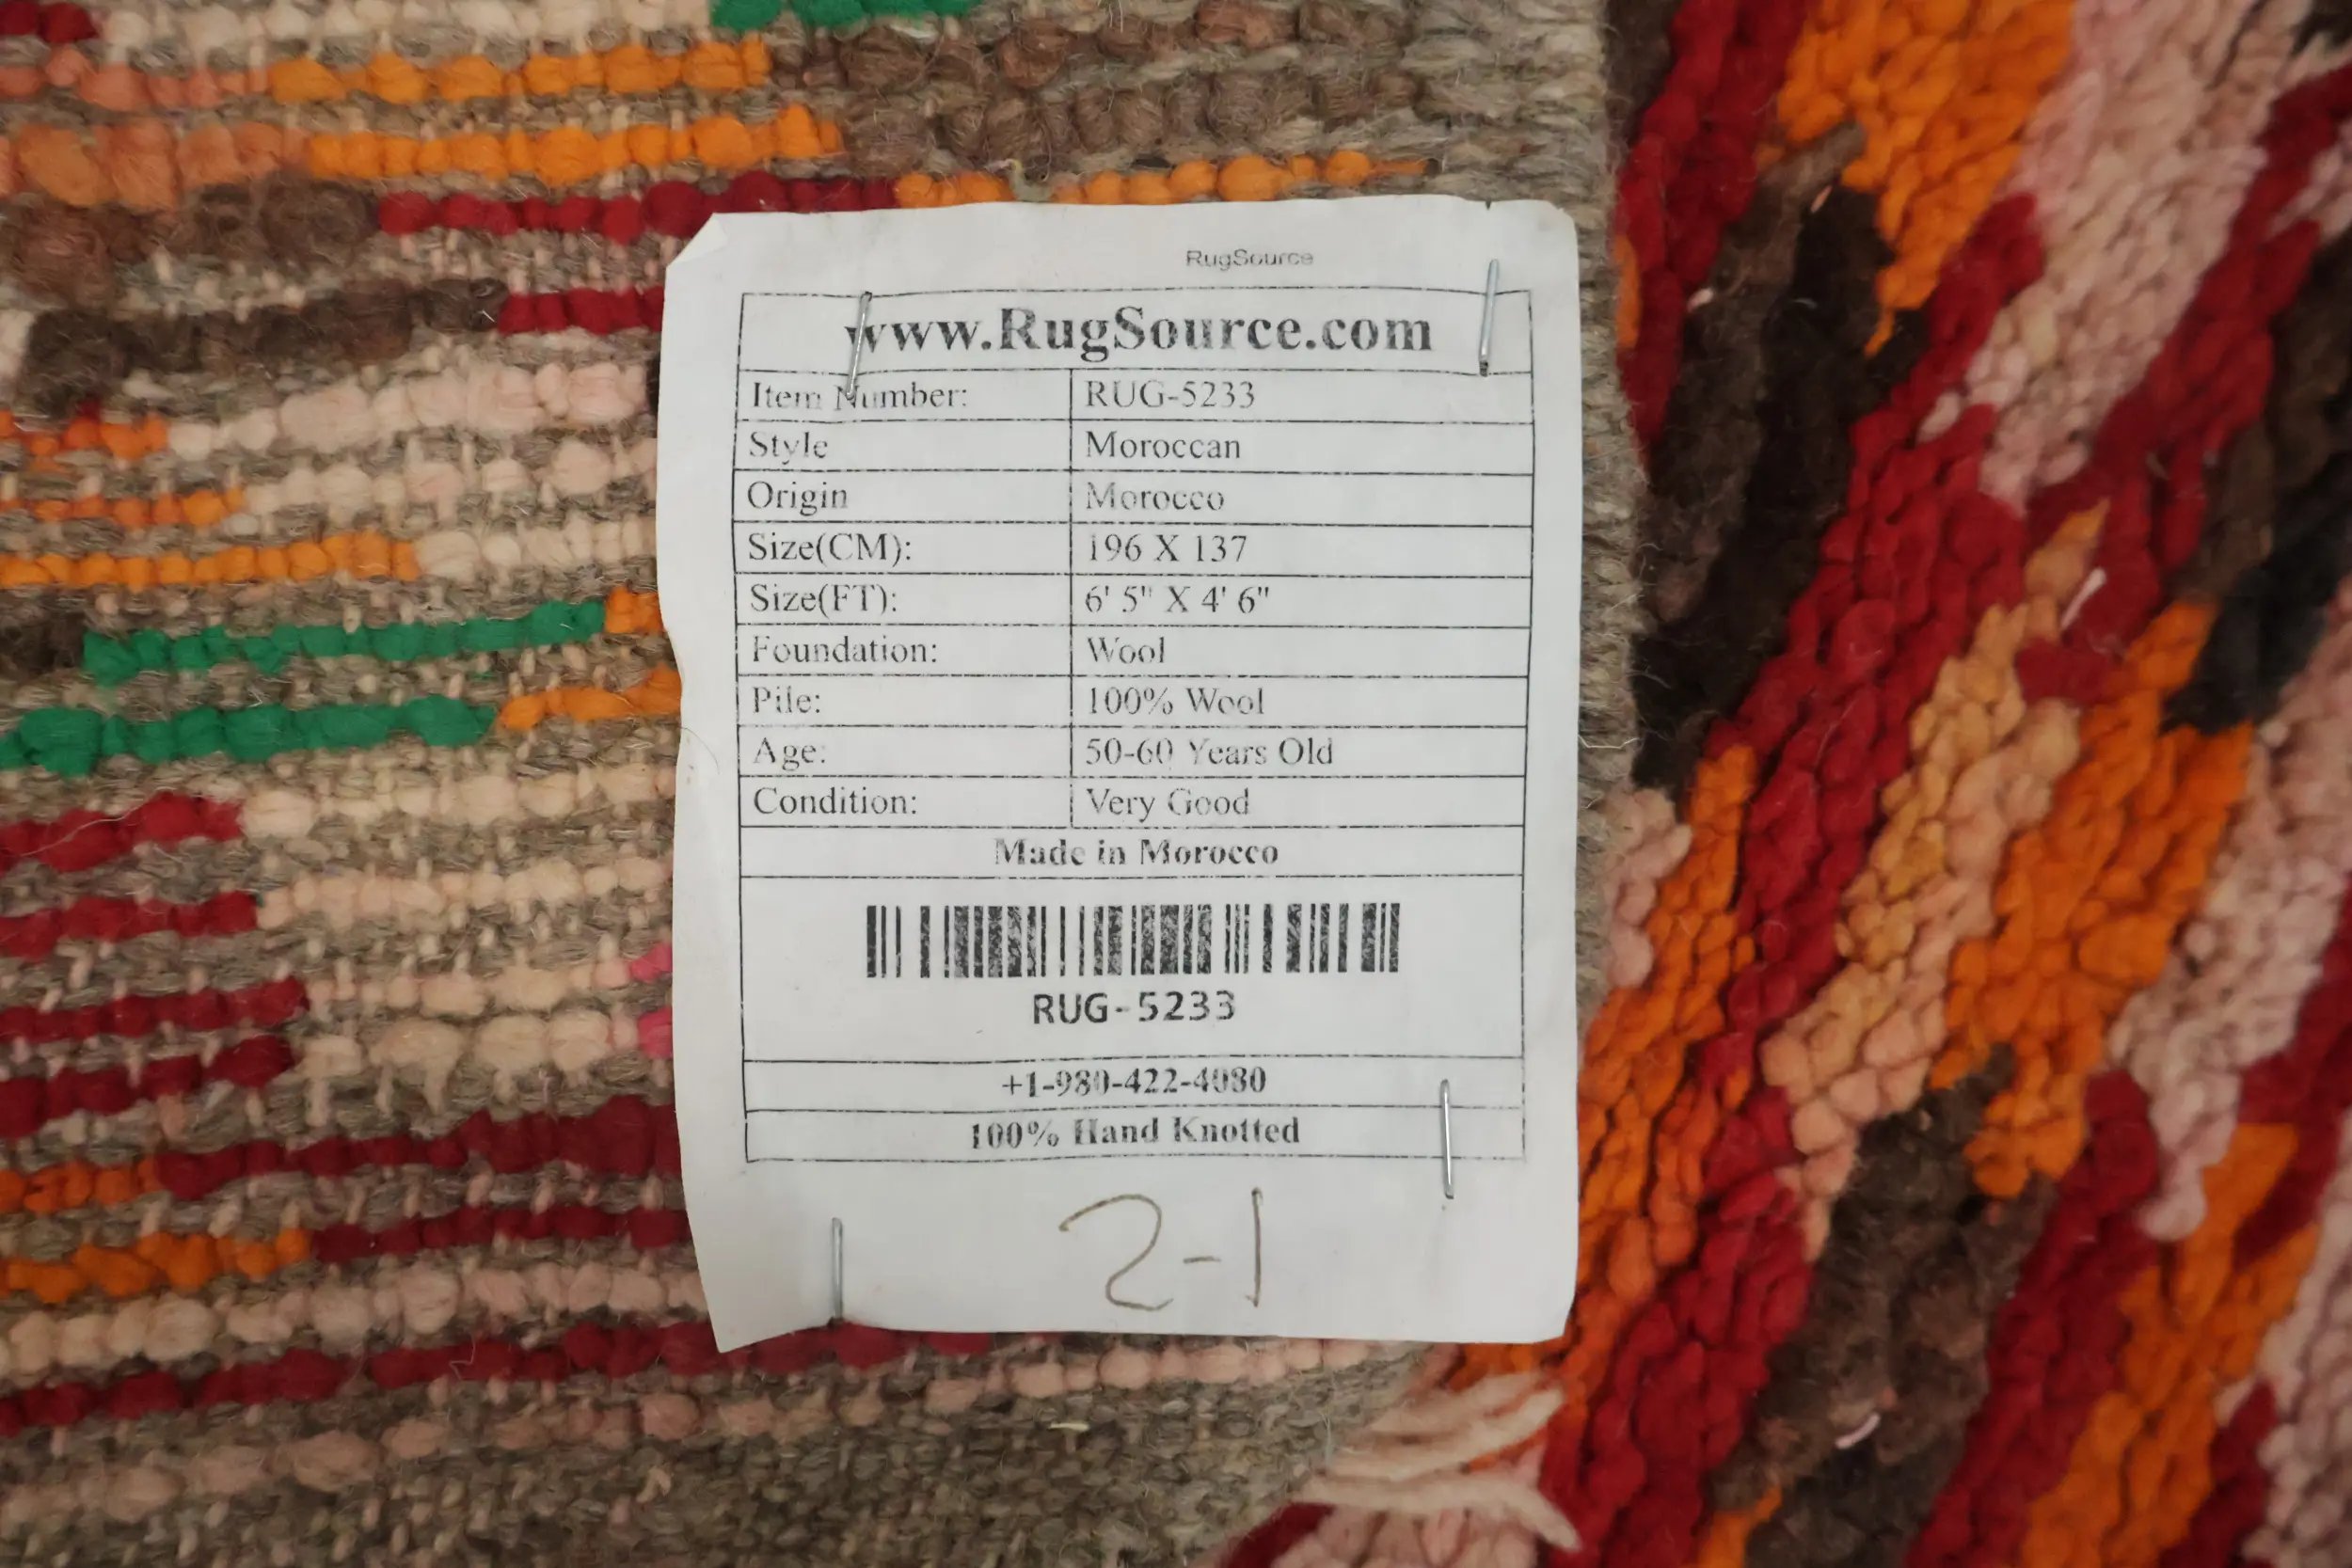 RugSource
www.RugSource.com
Item Number: RUG-5233
Style Moroccan
Origin Morocco
Size(CM): 196 X 137
Size(FT): 6' 5" X 4' 6"
Foundation: Wool
Pile: 100% Wool
Age: 50-60 Years Old
Condition: Very Good
Made in Morocco
RUG-5233
+1-980-422-4080
100% Hand Knotted
2-1